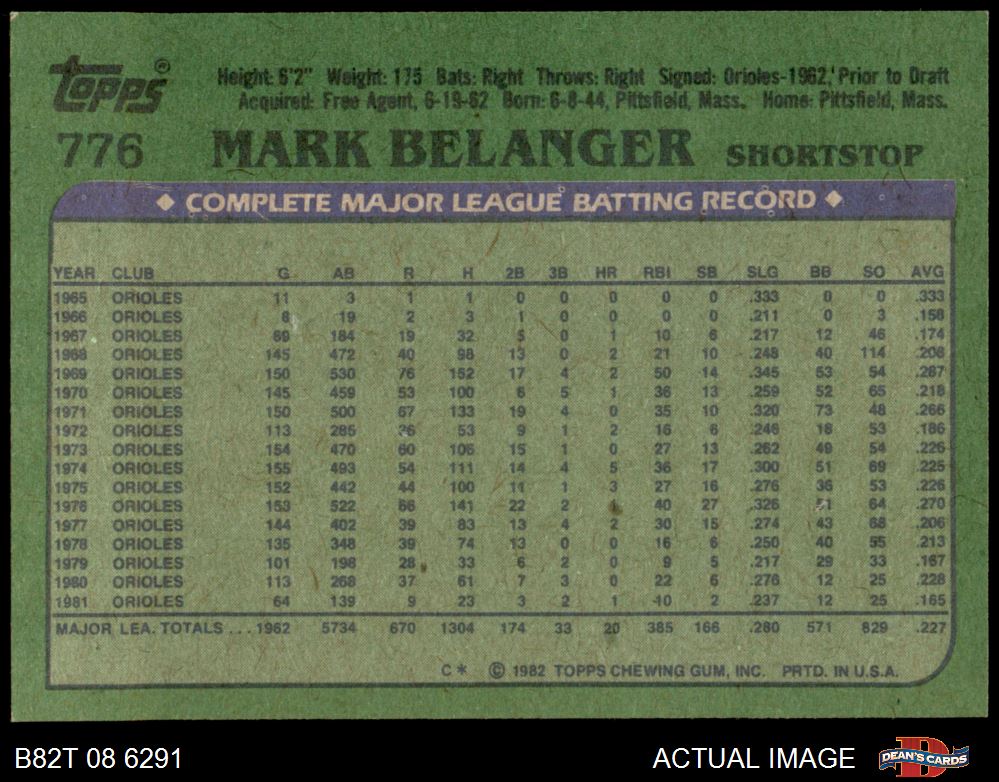 Topps® Height: 6'2" Weight: 175 Bats: Right Throws: Right Signed: Orioles-1962, Prior to Draft
Acquired: Free Agent, 6-19-62 Born: 6-8-44, Pittsfield, Mass. Home: Pittsfield, Mass.
776 MARK BELANGER SHORTSTOP
◆ COMPLETE MAJOR LEAGUE BATTING RECORD ◆
YEAR CLUB G AB R H 2B 3B HR RBI SB SLG BB SO AVG
1965 ORIOLES 11 3 1 1 0 0 0 0 0 .333 0 0 .333
1966 ORIOLES 8 19 2 3 1 0 0 0 0 .211 0 3 .158
1967 ORIOLES 69 184 19 32 5 0 1 10 6 .217 12 46 .174
1968 ORIOLES 145 472 40 98 13 0 2 21 10 .248 40 114 .208
1969 ORIOLES 150 530 76 152 17 4 2 50 14 .345 53 54 .287
1970 ORIOLES 145 459 53 100 6 5 1 36 13 .259 52 65 .218
1971 ORIOLES 150 500 67 133 19 4 0 35 10 .320 73 48 .266
1972 ORIOLES 113 285 36 53 9 1 2 16 6 .246 18 53 .186
1973 ORIOLES 154 470 60 106 15 1 0 27 13 .262 49 54 .226
1974 ORIOLES 155 493 54 111 14 4 5 36 17 .300 51 69 .225
1975 ORIOLES 152 442 44 100 11 1 3 27 16 .276 36 53 .226
1976 ORIOLES 153 522 66 141 22 2 1 40 27 .326 51 64 .270
1977 ORIOLES 144 402 39 83 13 4 2 30 15 .274 43 68 .206
1978 ORIOLES 135 348 39 74 13 0 0 16 6 .250 40 55 .213
1979 ORIOLES 101 198 28 33 6 2 0 9 5 .217 29 33 .167
1980 ORIOLES 113 268 37 61 7 3 0 22 6 .276 12 25 .228
1981 ORIOLES 64 139 9 23 3 2 1 10 2 .237 12 25 .165
MAJOR LEA. TOTALS ... 1962 5734 670 1304 174 33 20 385 166 .280 571 829 .227
C* © 1982 TOPPS CHEWING GUM, INC. PRTD. IN U.S.A.
B82T 08 6291 ACTUAL IMAGE DEAN'S CARDS